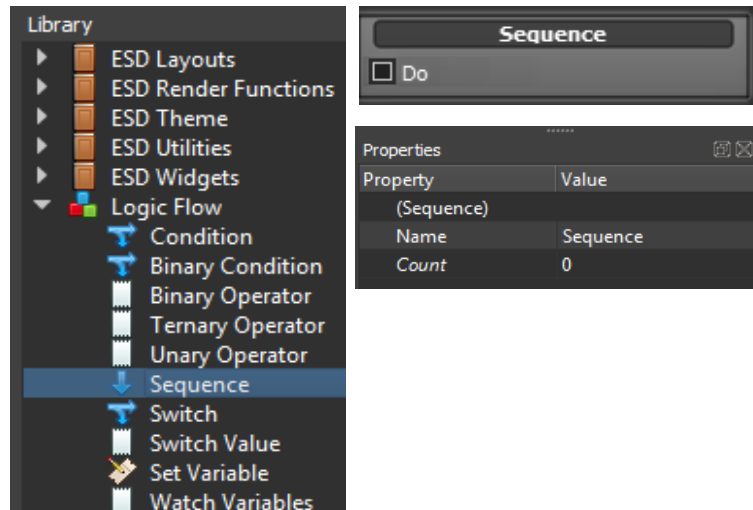 Library
ESD Layouts
ESD Render Functions
ESD Theme
ESD Utilities
ESD Widgets
Logic Flow
Condition
Binary Condition
Binary Operator
Ternary Operator
Unary Operator
Sequence
Switch
Switch Value
Set Variable
Watch Variables
Sequence
Do
Properties
Property Value
(Sequence)
Name Sequence
Count 0